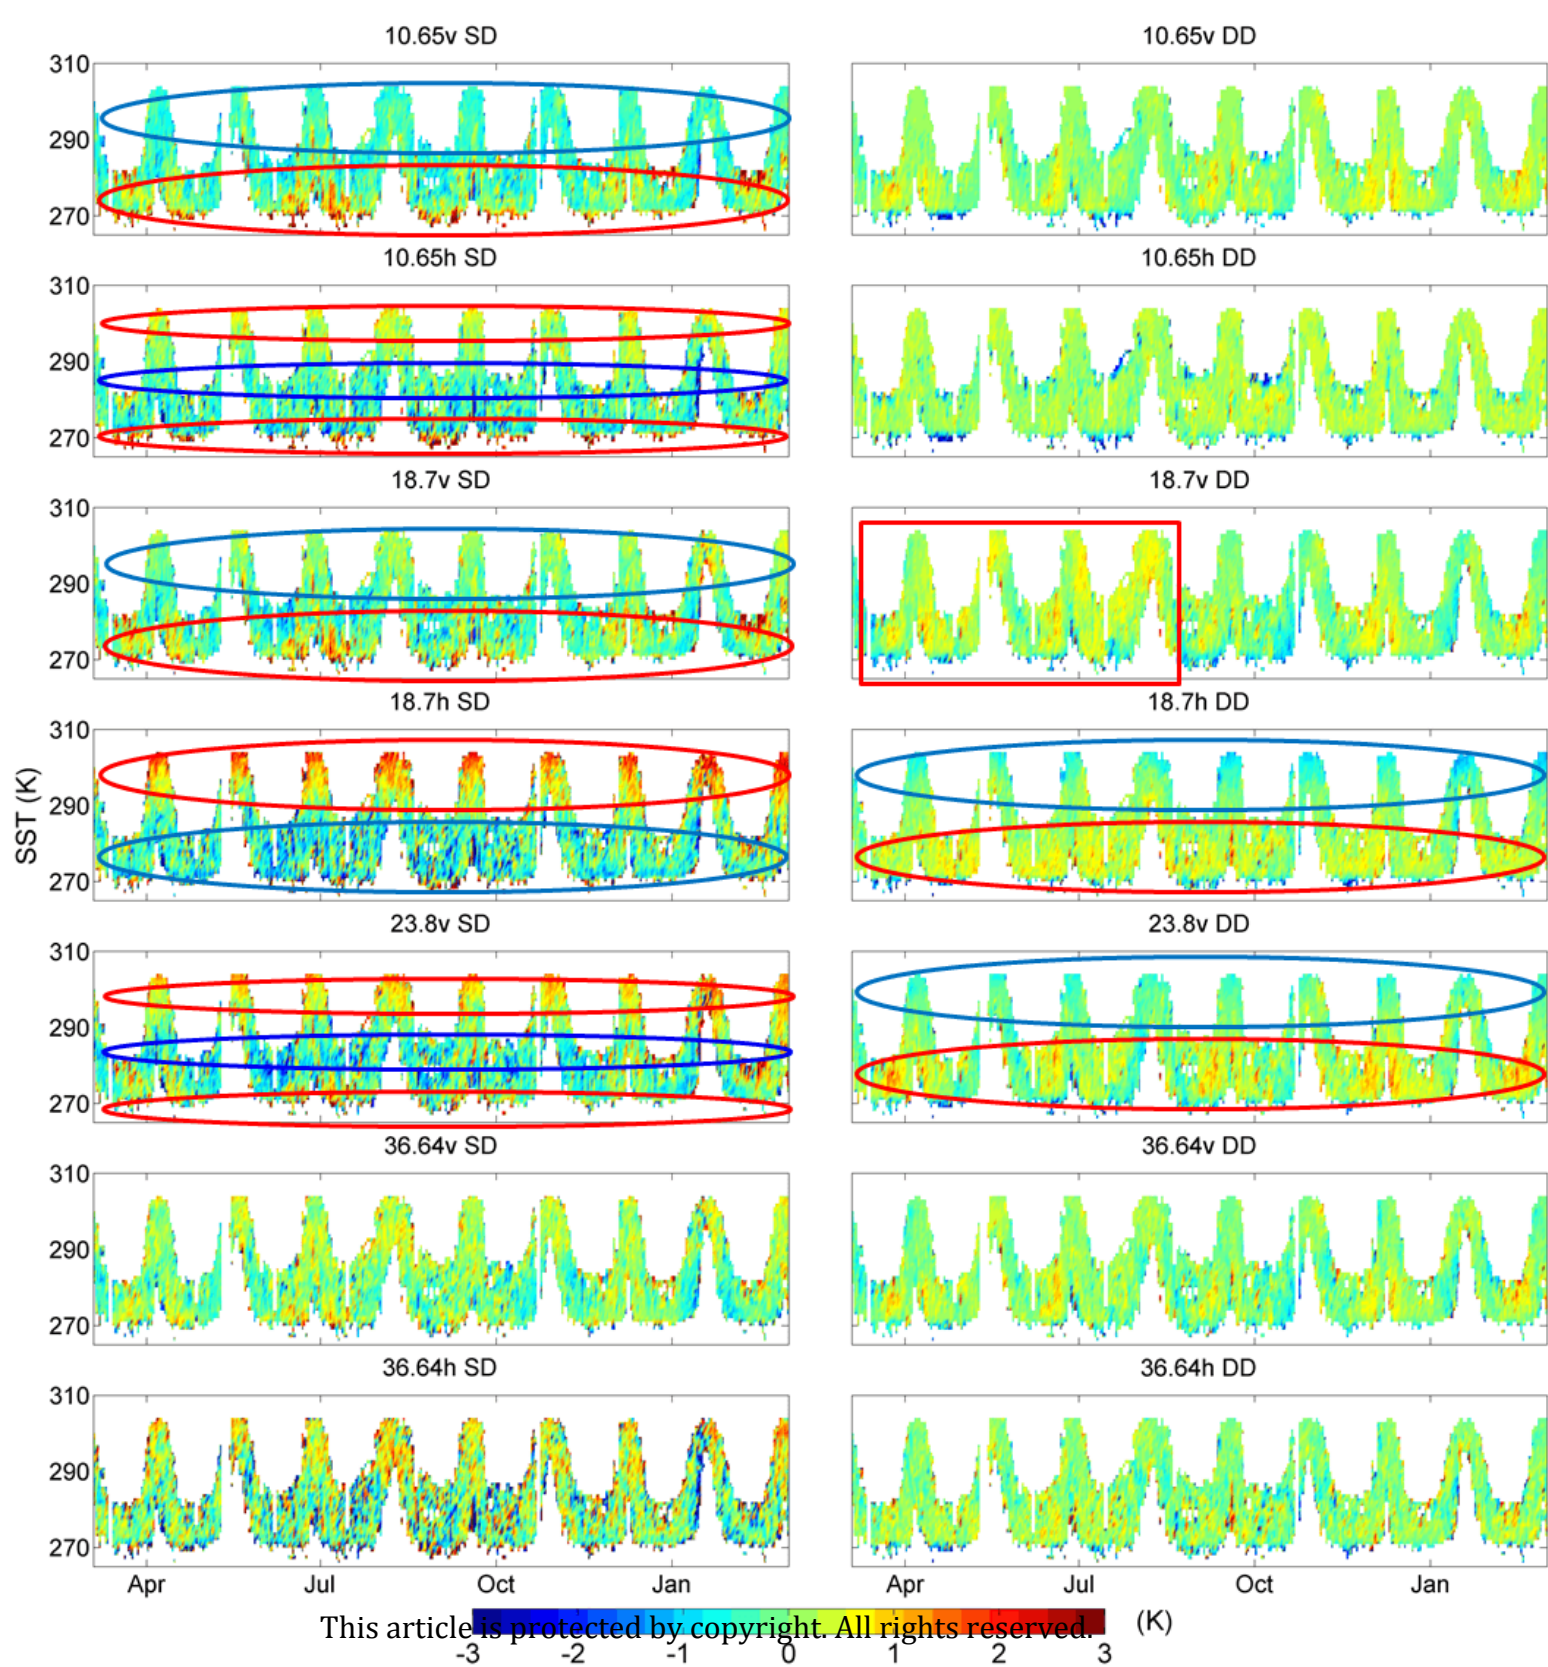 10.65v SD 10.65v DD
310
290
270
10.65h SD 10.65h DD
310
290
270
18.7v SD 18.7v DD
310
290
270
18.7h SD 18.7h DD
310
290
270
SST (K)
23.8v SD 23.8v DD
310
290
270
36.64v SD 36.64v DD
310
290
270
36.64h SD 36.64h DD
310
290
270
Apr Jul Oct Jan Apr Jul Oct Jan
This article is protected by copyright. All rights reserved.
(K)
-3 -2 -1 0 1 2 3